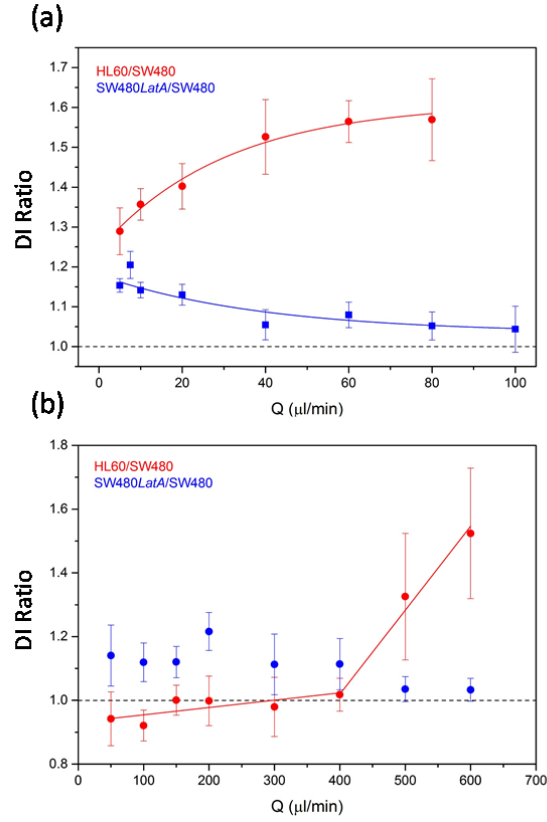 (a)
1.7
1.6
1.5
1.4
1.3
1.2
1.1
1.0
DI Ratio
HL60/SW480
SW480LatA/SW480
0 20 40 60 80 100
Q (μl/min)
(b)
1.8
1.6
1.4
1.2
1.0
0.8
DI Ratio
HL60/SW480
SW480LatA/SW480
0 100 200 300 400 500 600 700
Q (μl/min)